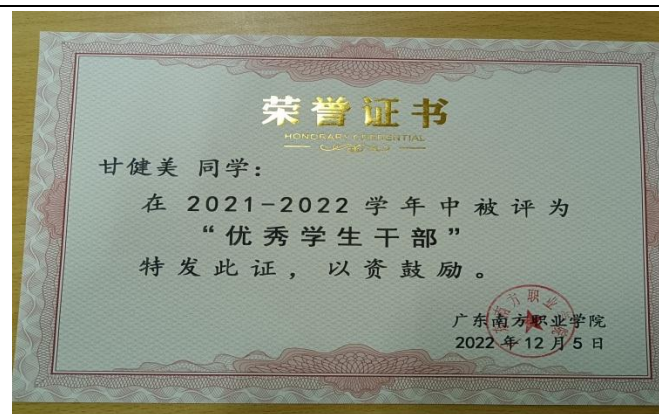 荣誉证书
HONORARY CREDENTIAL
甘健美 同学:
在 2021-2022 学年中被评为
“优秀学生干部”
特发此证,以资鼓励。
广东南方职业学院
2022 年 12 月 5 日